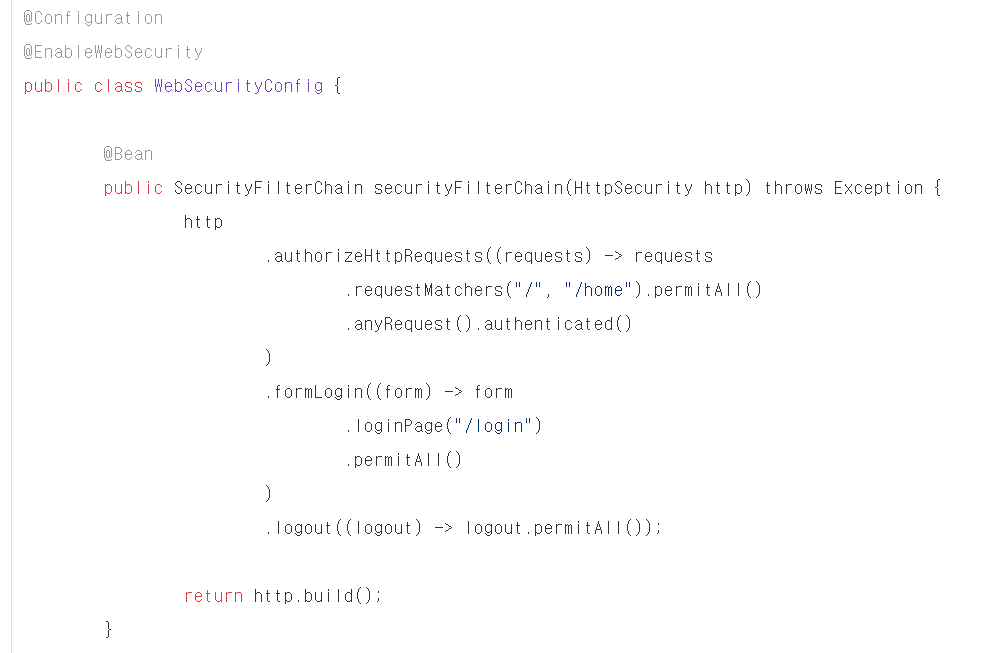 @Configuration
@EnableWebSecurity
public class WebSecurityConfig {
@Bean
public SecurityFilterChain securityFilterChain(HttpSecurity http) throws Exception {
http
.authorizeHttpRequests((requests) -> requests
.requestMatchers("/", "/home").permitAll()
.anyRequest().authenticated()
)
.formLogin((form) -> form
.loginPage("/login")
.permitAll()
)
.logout((logout) -> logout.permitAll());
return http.build();
}